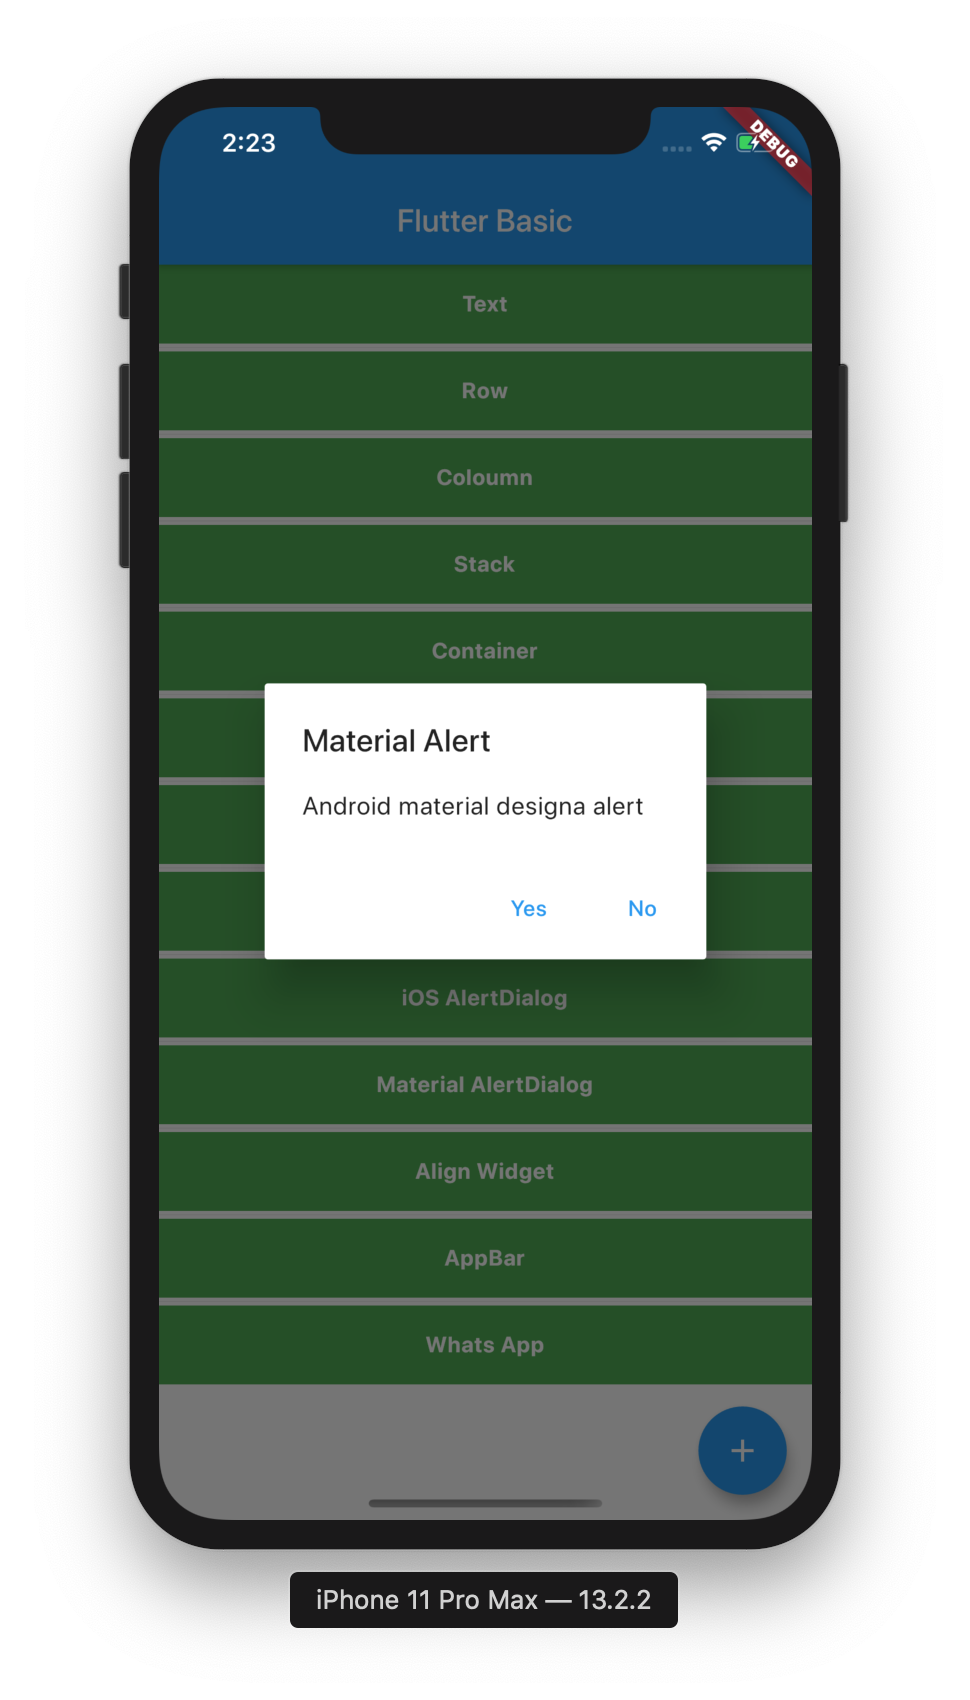 2:23
DEBUG
Flutter Basic
Text
Row
Coloumn
Stack
Container
Material Alert
Android material designa alert
Yes
No
iOS AlertDialog
Material AlertDialog
Align Widget
AppBar
Whats App
+
iPhone 11 Pro Max — 13.2.2